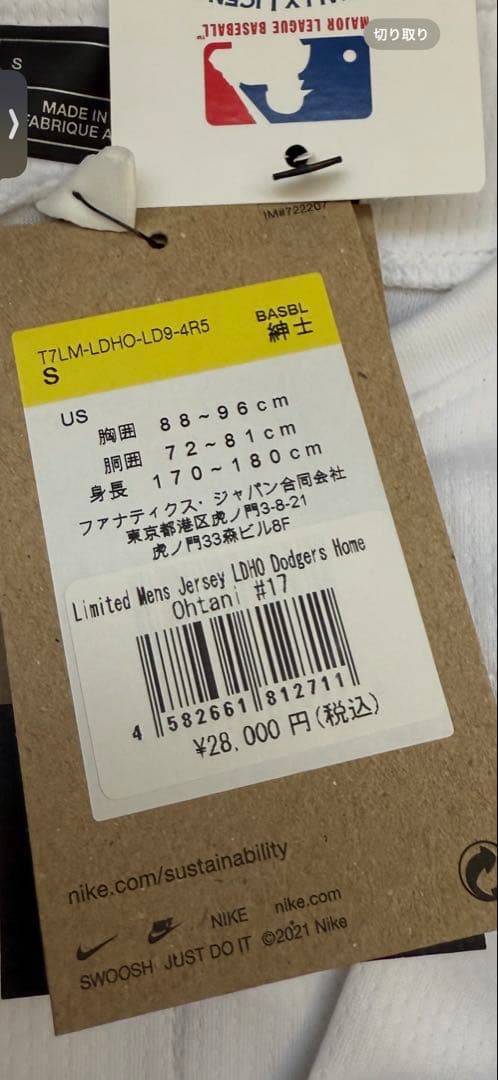 切り取り
MAJOR LEAGUE BASEBALL™
S
MADE IN
FABRIQUE
IM#722207
T7LM-LDHO-LD9-4R5
BASBL
S
紳士
US
胸囲 88~96cm
胴囲 72~81cm
身長 170~180cm
ファナティクス・ジャパン合同会社
東京都港区虎ノ門3-8-21
虎ノ門33森ビル8F
Limited Mens Jersey LDHO Dodgers Home
Ohtani #17
4 582661 812711
¥28,000 円(税込)
nike.com/sustainability
NIKE nike.com
SWOOSH JUST DO IT ©2021 Nike